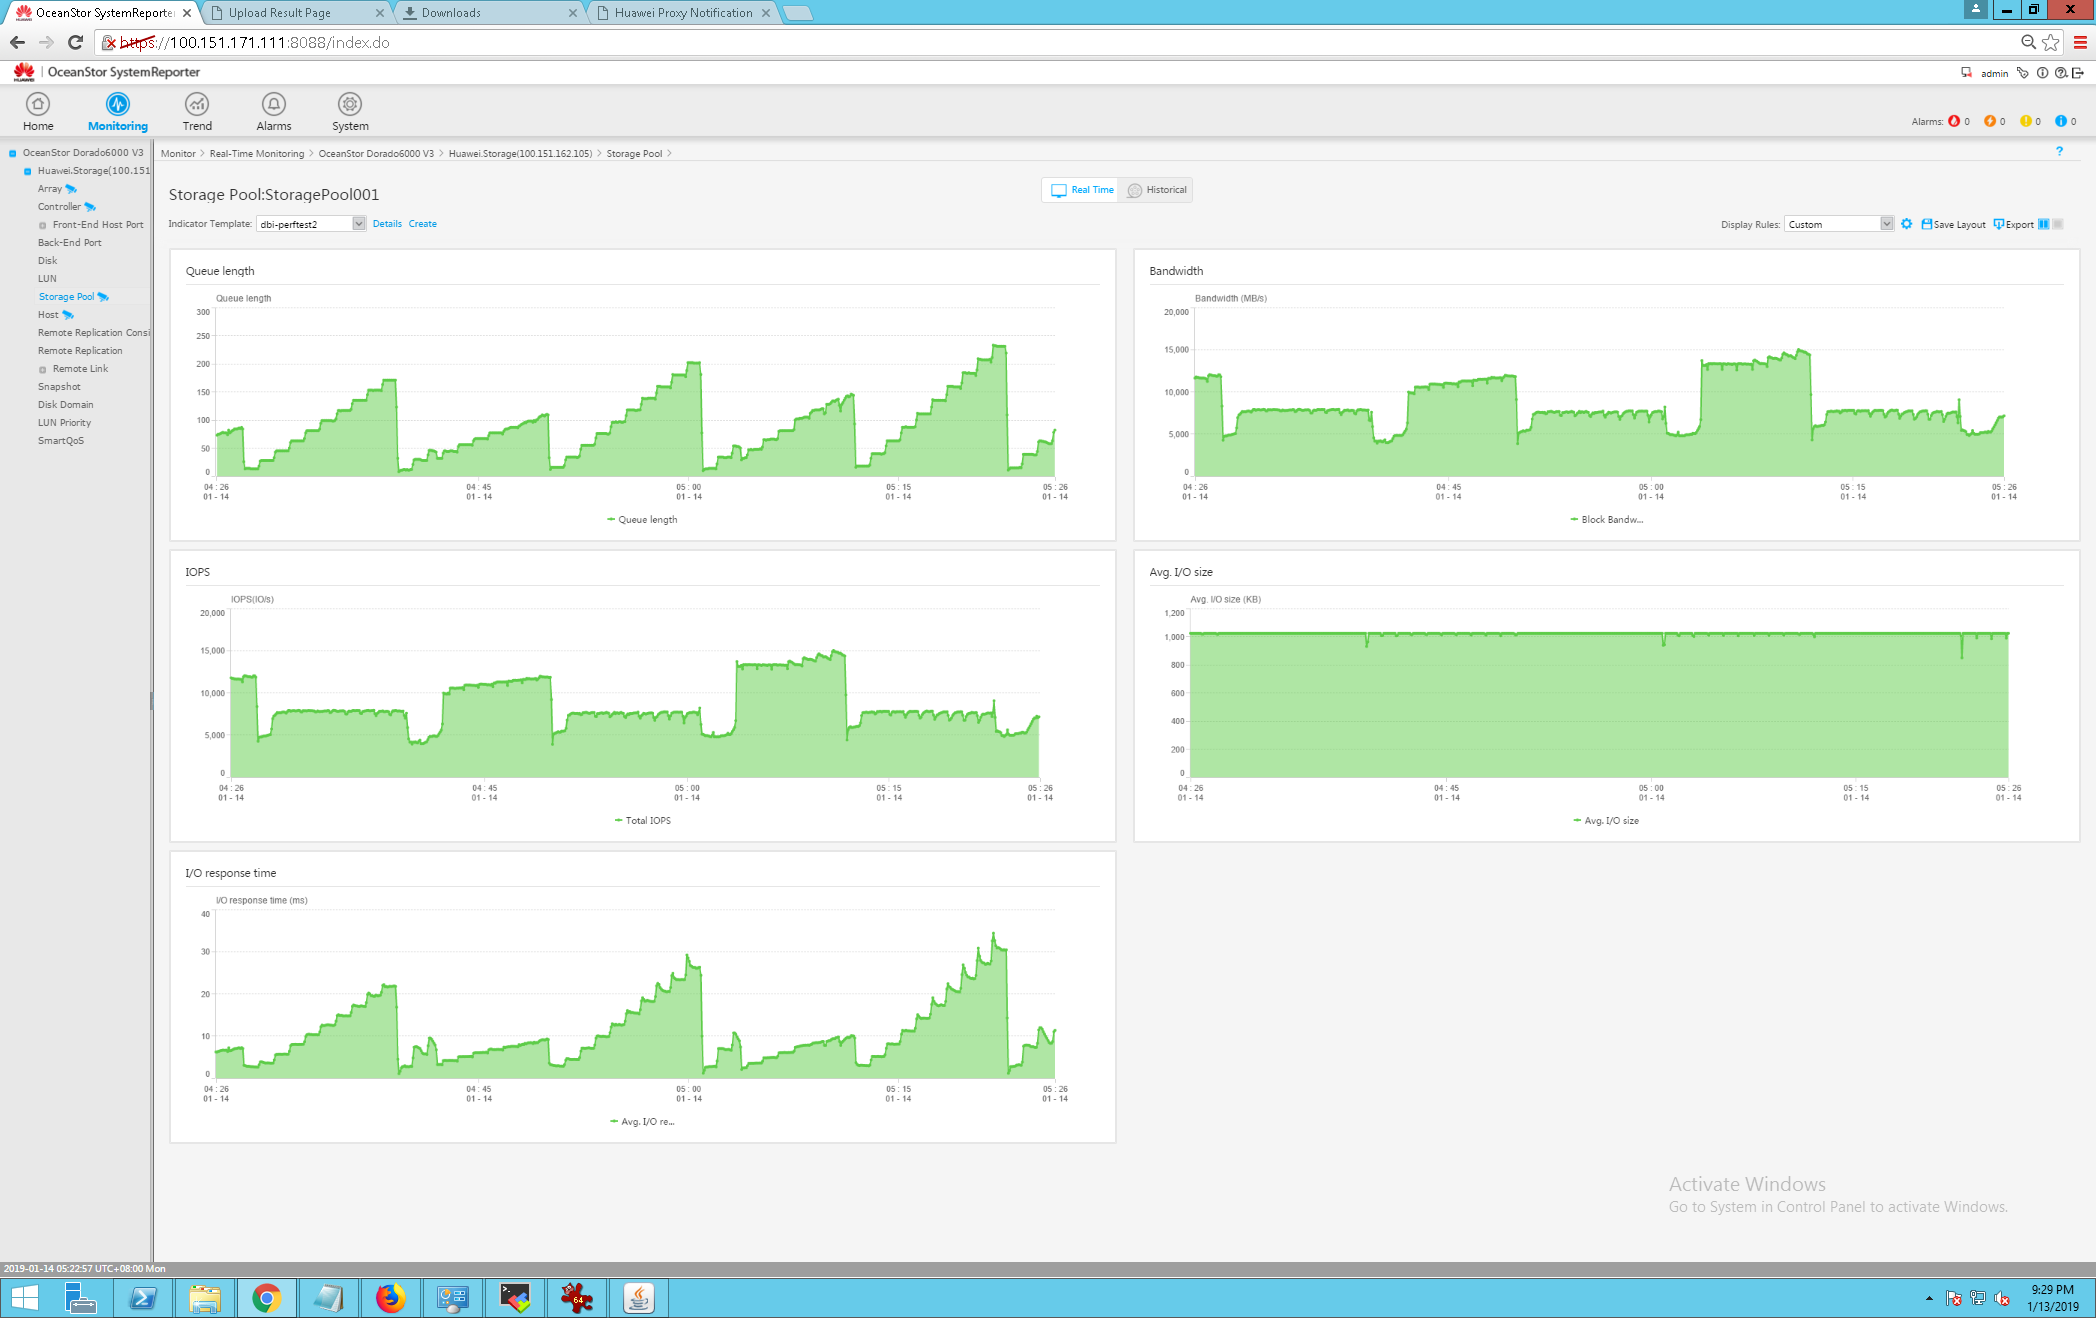 OceanStor SystemReporte
Upload Result Page
Downloads
Huawei Proxy Notification
https://100.151.171.111:8088/index.do
HUAWEI
OceanStor SystemReporter
admin
Home
Monitoring
Trend
Alarms
System
Alarms: 0 0 0 0
OceanStor Dorado6000 V3
Huawei.Storage(100.151
Array
Controller
Front-End Host Port
Back-End Port
Disk
LUN
Storage Pool
Host
Remote Replication Consi
Remote Replication
Remote Link
Snapshot
Disk Domain
LUN Priority
SmartQoS
Monitor > Real-Time Monitoring > OceanStor Dorado6000 V3 > Huawei.Storage(100.151.162.105) > Storage Pool >
?
Storage Pool:StoragePool001
Real Time
Historical
Indicator Template: dbi-perftest2 Details Create
Display Rules: Custom Save Layout Export
Queue length
Queue length
300
250
200
150
100
50
0
04 : 26 04 : 45 05 : 00 05 : 15 05 : 26
01 - 14 01 - 14 01 - 14 01 - 14 01 - 14
Queue length
Bandwidth
Bandwidth (MB/s)
20,000
15,000
10,000
5,000
0
04 : 26 04 : 45 05 : 00 05 : 15 05 : 26
01 - 14 01 - 14 01 - 14 01 - 14 01 - 14
Block Bandw...
IOPS
IOPS(IO/s)
20,000
15,000
10,000
5,000
0
04 : 26 04 : 45 05 : 00 05 : 15 05 : 26
01 - 14 01 - 14 01 - 14 01 - 14 01 - 14
Total IOPS
Avg. I/O size
Avg. I/O size (KB)
1,200
1,000
800
600
400
200
0
04 : 26 04 : 45 05 : 00 05 : 15 05 : 26
01 - 14 01 - 14 01 - 14 01 - 14 01 - 14
Avg. I/O size
I/O response time
I/O response time (ms)
40
30
20
10
0
04 : 26 04 : 45 05 : 00 05 : 15 05 : 26
01 - 14 01 - 14 01 - 14 01 - 14 01 - 14
Avg. I/O re...
Activate Windows
Go to System in Control Panel to activate Windows.
2019-01-14 05:22:57 UTC+08:00 Mon
64
9:29 PM
1/13/2019